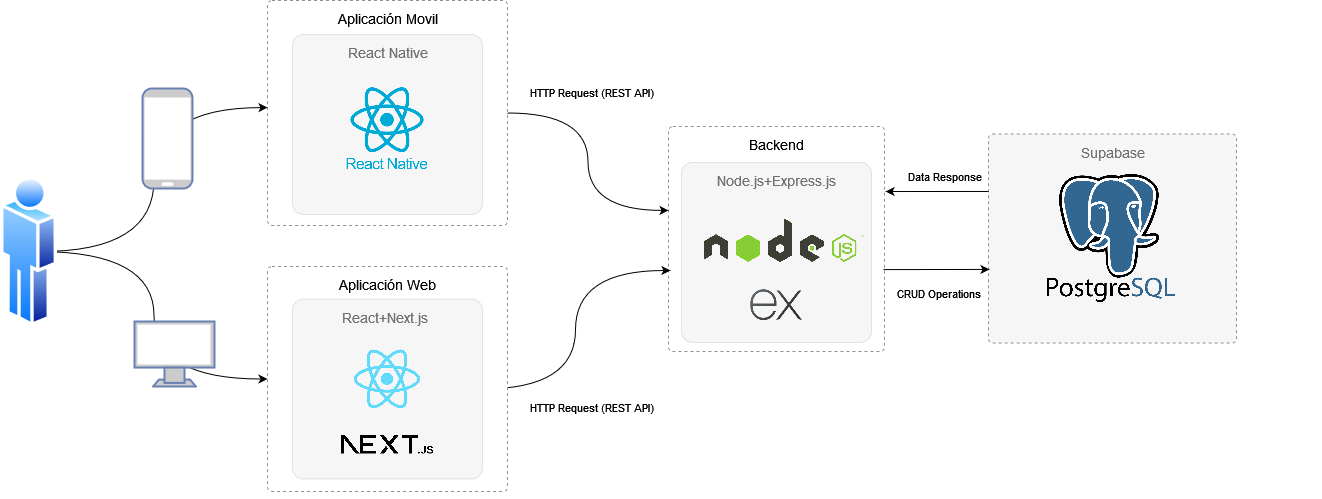 Aplicación Movil
React Native
React Native
HTTP Request (REST API)
Aplicación Web
React+Next.js
NEXT.JS
HTTP Request (REST API)
Backend
Node.js+Express.js
node JS
ex
Data Response
CRUD Operations
Supabase
PostgreSQL